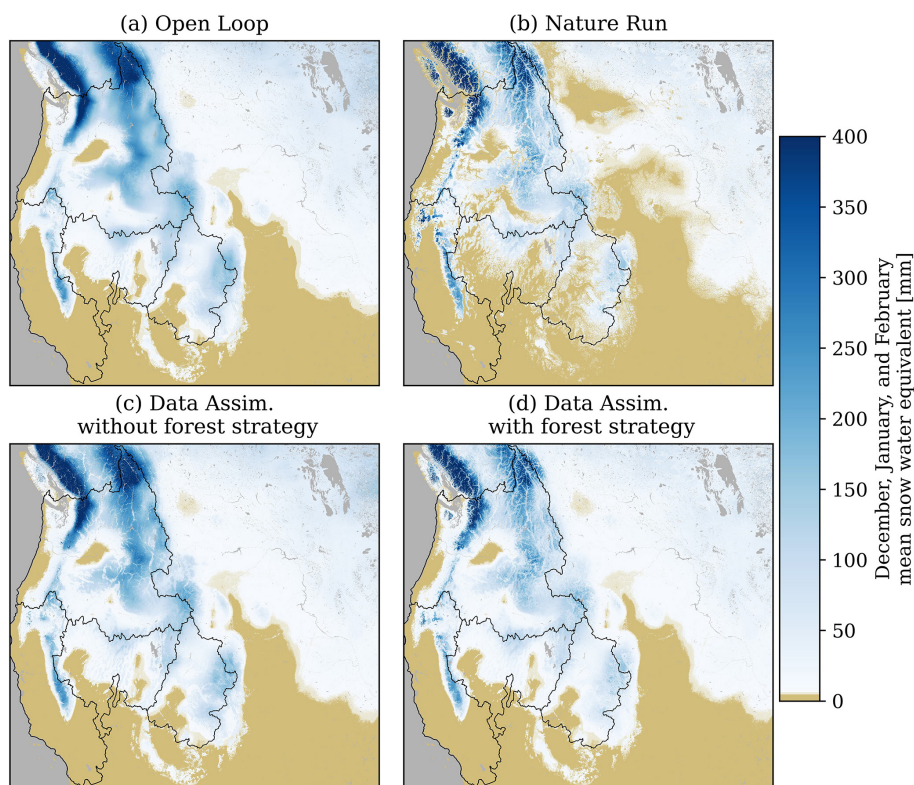 (a) Open Loop
(b) Nature Run
(c) Data Assim.
without forest strategy
(d) Data Assim.
with forest strategy
400
350
300
250
200
150
100
50
0
December, January, and February
mean snow water equivalent [mm]